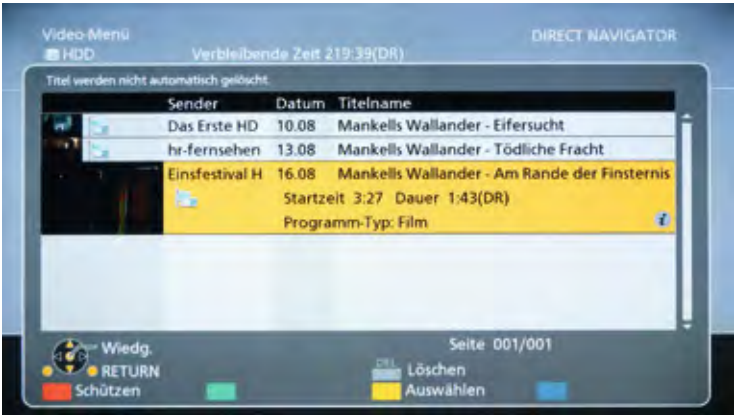 Video-Menü
DIRECT NAVIGATOR
HDD Verbleibende Zeit 219:39(DR)
Titel werden nicht automatisch gelöscht.
Sender Datum Titelname
Das Erste HD 10.08 Mankells Wallander - Eifersucht
hr-fernsehen 13.08 Mankells Wallander - Tödliche Fracht
Einsfestival H 16.08 Mankells Wallander - Am Rande der Finsternis
Startzeit 3:27 Dauer 1:43(DR)
Programm-Typ: Film
i
Wiedg.
Seite 001/001
RETURN
DEL
Löschen
Schützen
Auswählen